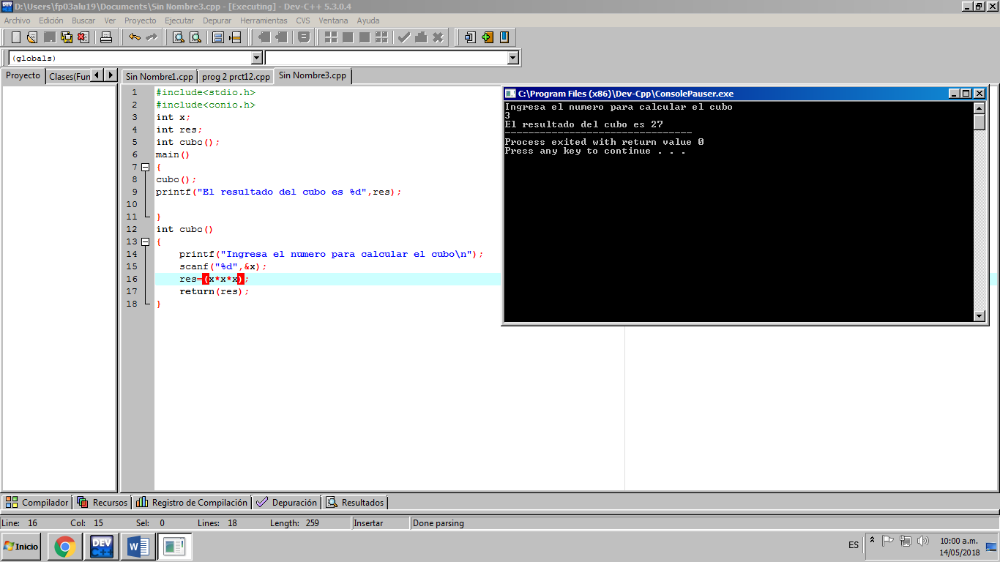 D:\Users\fp03alu19\Documents\Sin Nombre3.cpp - [Executing] - Dev-C++ 5.3.0.4
Archivo Edición Buscar Ver Proyecto Ejecutar Depurar Herramientas CVS Ventana Ayuda
(globals)
Proyecto Clases(Fun
Sin Nombre1.cpp prog 2 prct12.cpp Sin Nombre3.cpp
1 #include<stdio.h>
2 #include<conio.h>
3 int x;
4 int res;
5 int cubo();
6 main()
7 {
8 cubo();
9 printf("El resultado del cubo es %d",res);
10
11 }
12 int cubo()
13 {
14 printf("Ingresa el numero para calcular el cubo\n");
15 scanf("%d",&x);
16 res=(x*x*x);
17 return(res);
18 }
C:\Program Files (x86)\Dev-Cpp\ConsolePauser.exe
Ingresa el numero para calcular el cubo
3
El resultado del cubo es 27
--------------------------------
Process exited with return value 0
Press any key to continue . . .
Compilador Recursos Registro de Compilación Depuración Resultados
Line: 16 Col: 15 Sel: 0 Lines: 18 Length: 259 Insertar Done parsing
Inicio DEV C++ W ES 10:00 a.m.
14/05/2018